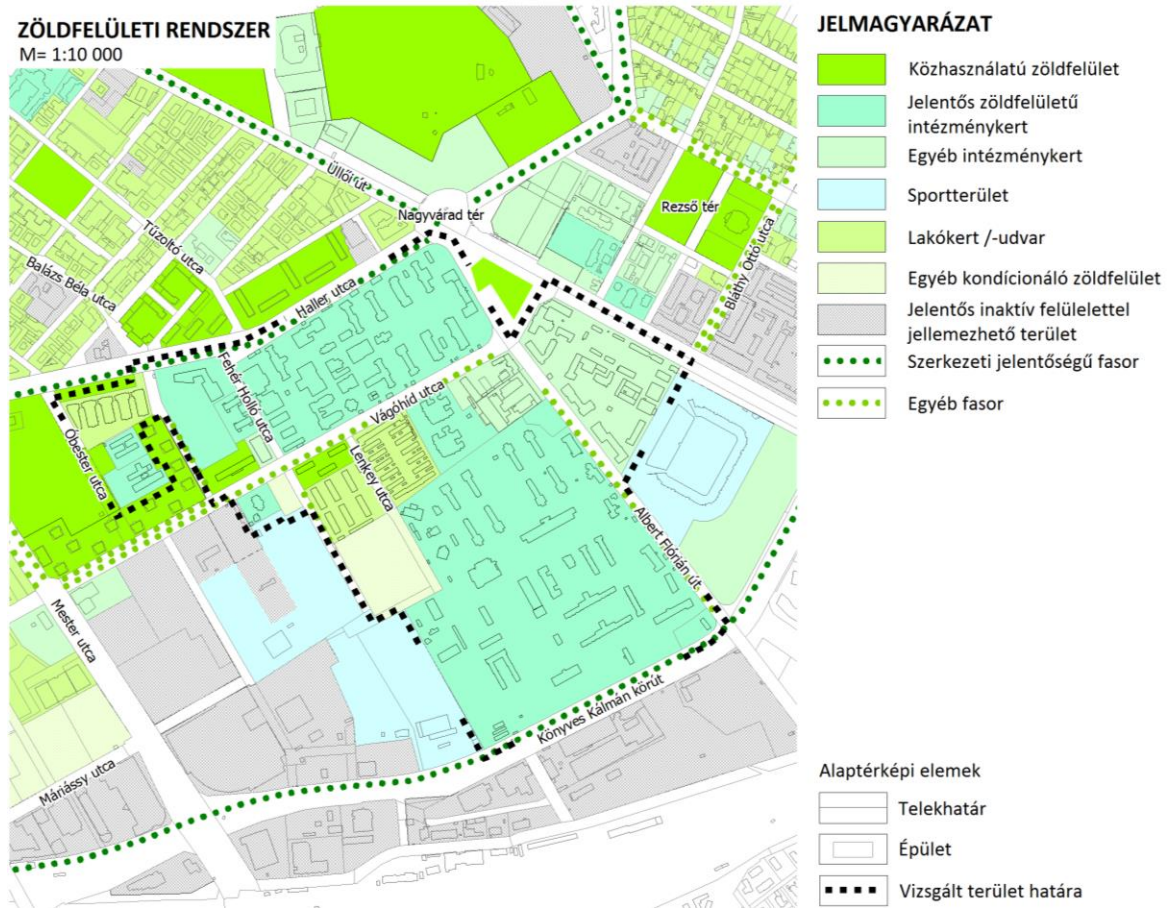 ZÖLDFELÜLETI RENDSZER
M= 1:10 000
Üllői út
Nagyvárad tér
Rezső tér
Tűzoltó utca
Balázs Béla utca
Bláthy Ottó utca
Haller utca
Fehér Holló utca
Vágóhíd utca
Óbester utca
Lenkey utca
Albert Flórián út
Mester utca
Könyves Kálmán körút
Máriássy utca
JELMAGYARÁZAT
Közhasználatú zöldfelület
Jelentős zöldfelületű
intézménykert
Egyéb intézménykert
Sportterület
Lakókert /-udvar
Egyéb kondícionáló zöldfelület
Jelentős inaktív felülelettel
jellemezhető terület
Szerkezeti jelentőségű fasor
Egyéb fasor
Alaptérképi elemek
Telekhatár
Épület
Vizsgált terület határa